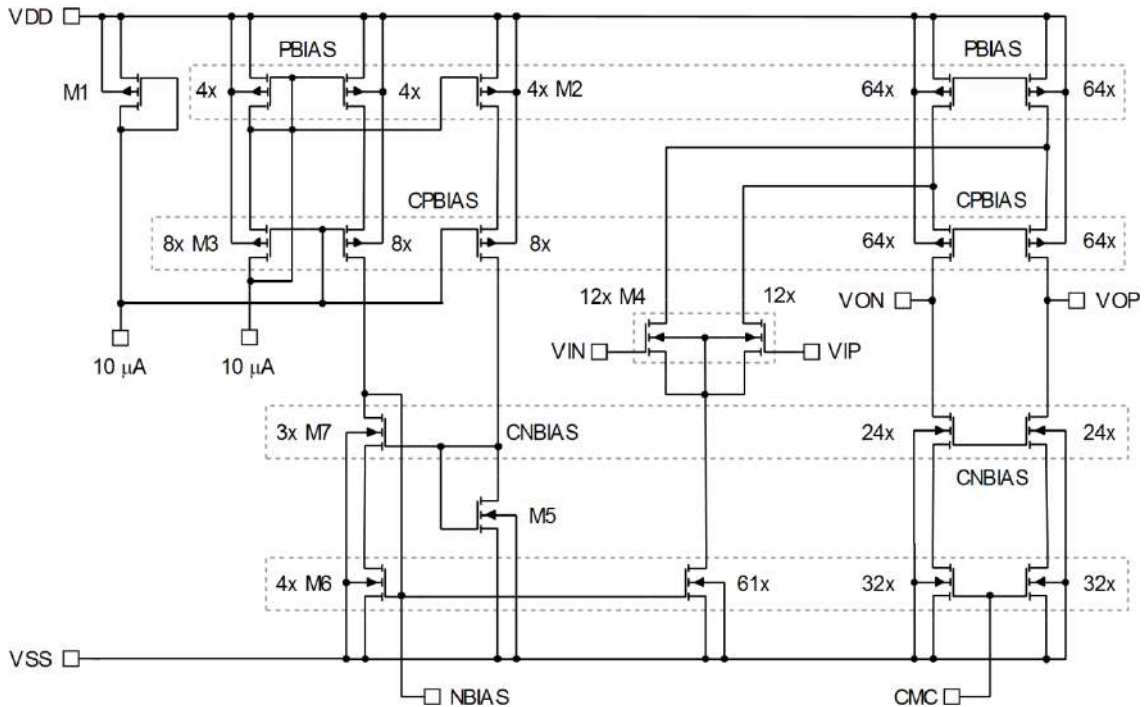 VDD
PBIAS
PBIAS
M1
4x
4x
4x M2
64x
64x
CPBIAS
CPBIAS
8x M3
8x
8x
64x
64x
12x M4
12x
VON
VOP
VIN
VIP
10 μA
10 μA
3x M7
CNBIAS
24x
24x
CNBIAS
M5
4x M6
61x
32x
32x
VSS
NBIAS
CMC